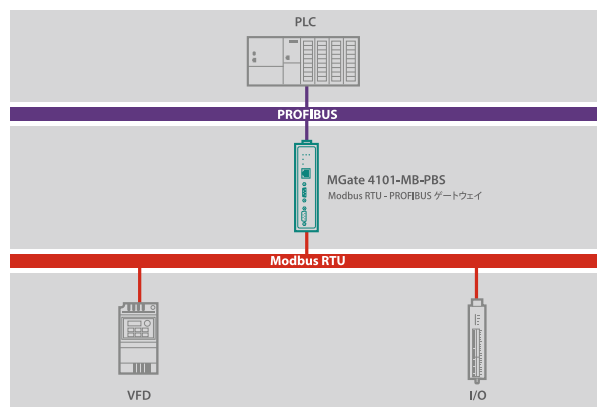 PLC
PROFIBUS
MGate 4101-MB-PBS
Modbus RTU - PROFIBUS ゲートウェイ
Modbus RTU
VFD
I/O